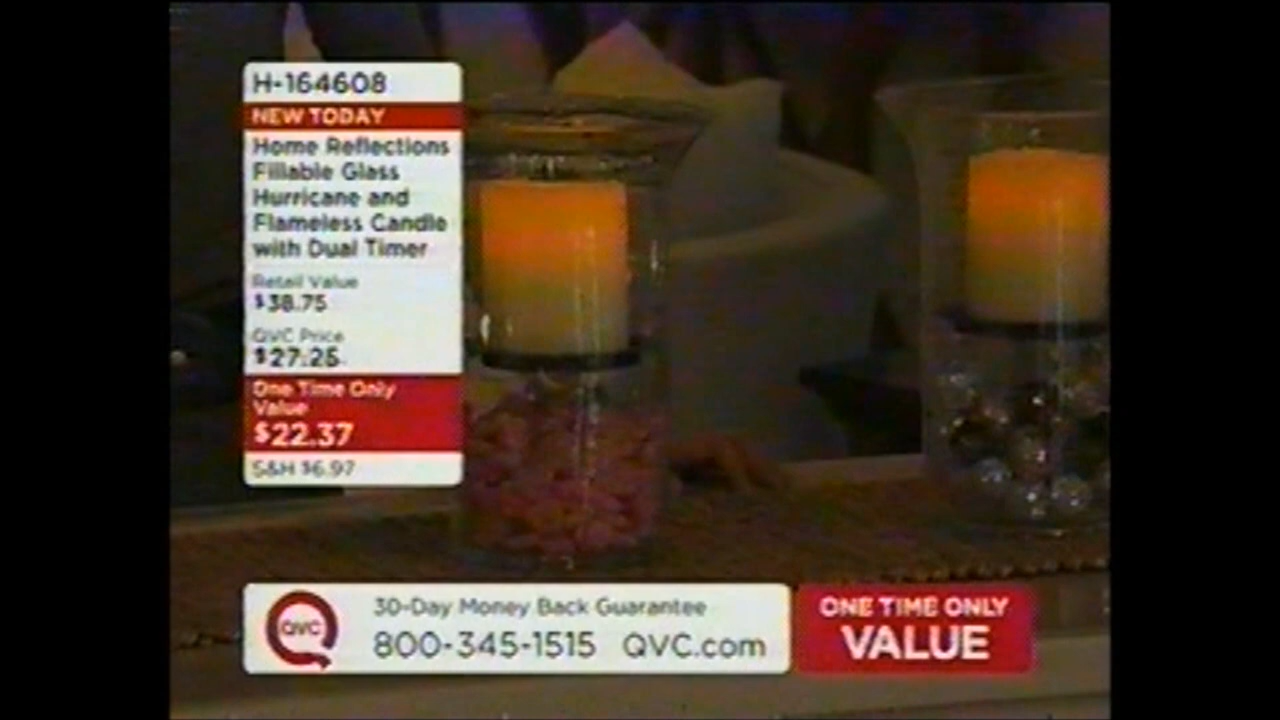 H-164608
NEW TODAY
Home Reflections
Fillable Glass
Hurricane and
Flameless Candle
with Dual Timer
Retail Value
$38.75
QVC Price
$27.25
One Time Only
Value
$22.37
S&H $6.97
QVC
30-Day Money Back Guarantee
800-345-1515 QVC.com
ONE TIME ONLY
VALUE